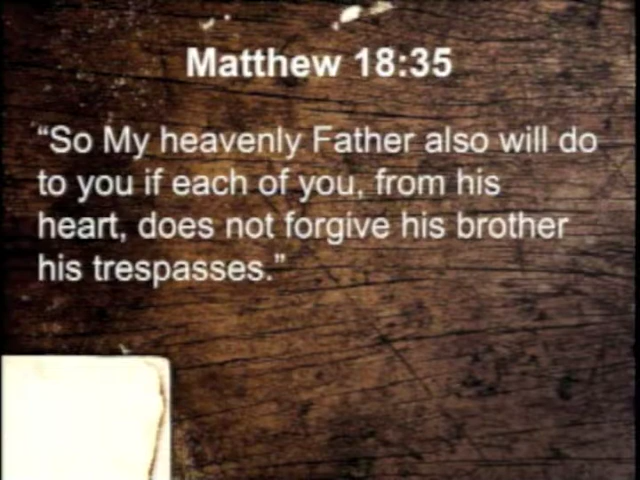 Matthew 18:35
“So My heavenly Father also will do
to you if each of you, from his
heart, does not forgive his brother
his trespasses.”